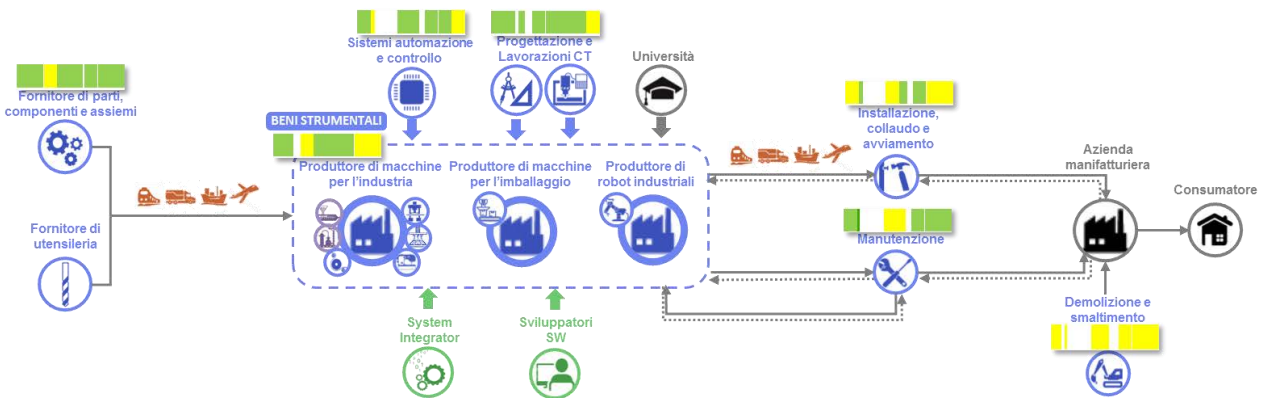 Sistemi automazione
e controllo
Progettazione e
Lavorazioni CT
Università
Fornitore di parti,
componenti e assiemi
BENI STRUMENTALI
Produttore di macchine
per l'industria
Produttore di macchine
per l'imballaggio
Produttore di
robot industriali
Installazione,
collaudo e
avviamento
Azienda
manifatturiera
Consumatore
Fornitore di
utensileria
Manutenzione
System
Integrator
Sviluppatori
SW
Demolizione e
smaltimento